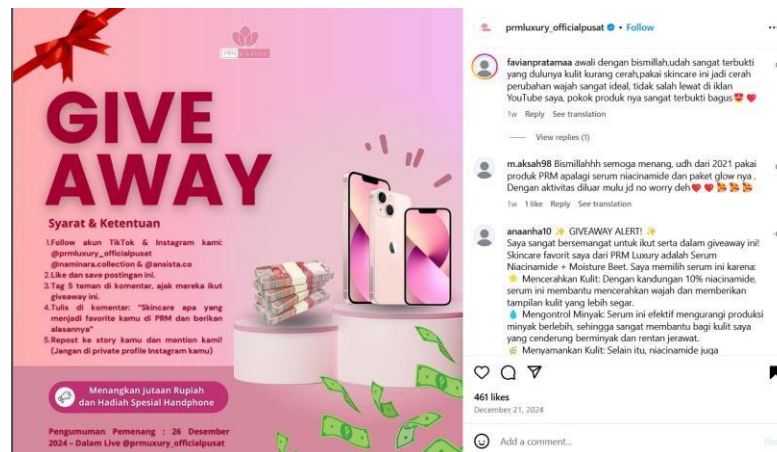 PRM Luxury
GIVE
AWAY
Syarat & Ketentuan
1.Follow akun TikTok & Instagram kami:
@prmluxury_officialpusat
@naminara.collection & @ansista.co
2.Like dan save postingan ini.
3.Tag 5 teman di komentar, ajak mereka ikut
giveaway ini.
4.Tulis di komentar: "Skincare apa yang
menjadi favorite kamu di PRM dan berikan
alasannya"
5.Repost ke story kamu dan mention kami!
(Jangan di private profile Instagram kamu)
Menangkan Jutaan Rupiah
dan Hadiah Spesial Handphone
Pengumuman Pemenang : 26 Desember
2024 – Dalam Live @prmuxury_officialpusat
prmluxury_officialpusat • Follow
favianpratamaa awali dengan bismillah,udah sangat terbukti
yang dulunya kulit kurang cerah,pakai skincare ini jadi cerah
perubahan wajah sangat ideal, tidak salah lewat di iklan
YouTube saya, pokok produk nya sangat terbukti bagus😍❤️
1w Reply See translation
View replies (1)
m.aksah98 Bismillahhh semoga menang, udh dari 2021 pakai
produk PRM apalagi serum niacinamide dan paket glow nya .
Dengan aktivitas diluar mulu jd no worry deh❤️❤️🥰🥰🥰
1w 1 like Reply See translation
anaanha10 ✨ GIVEAWAY ALERT! ✨
Saya sangat bersemangat untuk ikut serta dalam giveaway ini!
Skincare favorit saya dari PRM Luxury adalah Serum
Niacinamide + Moisture Beet. Saya memilih serum ini karena:
☀️ Mencerahkan Kulit: Dengan kandungan 10% niacinamide,
serum ini membantu mencerahkan wajah dan memberikan
tampilan kulit yang lebih segar.
💧 Mengontrol Minyak: Serum ini efektif mengurangi produksi
minyak berlebih, sehingga sangat membantu bagi kulit saya
yang cenderung berminyak dan rentan jerawat.
🌿 Menyamankan Kulit: Selain itu, niacinamide juga
461 likes
December 21, 2024
Add a comment...
Post